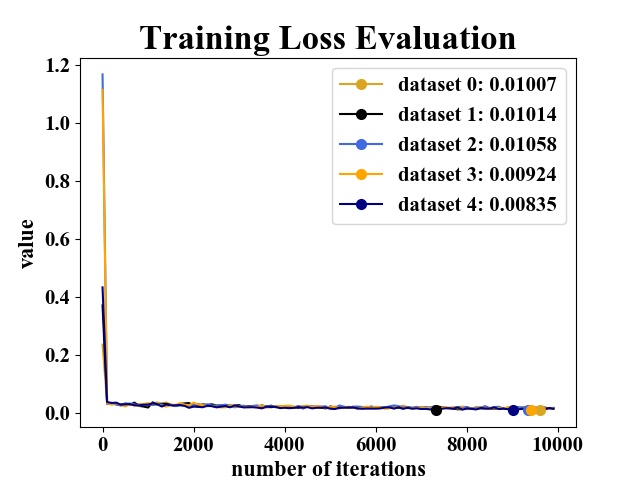 Training Loss Evaluation
1.2
1.0
0.8
0.6
0.4
0.2
0.0
value
dataset 0: 0.01007
dataset 1: 0.01014
dataset 2: 0.01058
dataset 3: 0.00924
dataset 4: 0.00835
0 2000 4000 6000 8000 10000
number of iterations